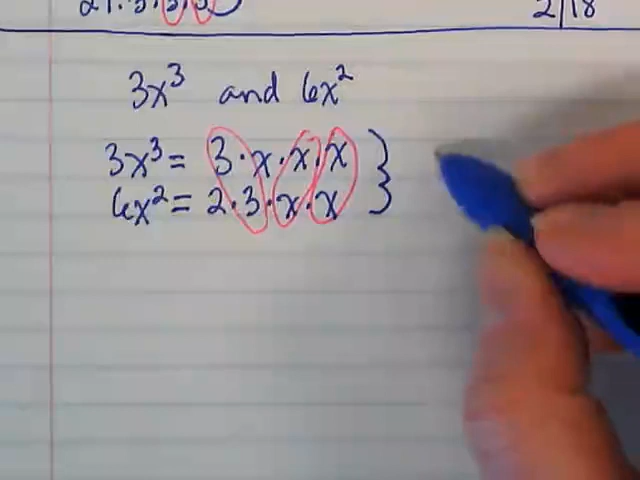 2 18
3x³ and 6x²
3x³ = 3·x·x·x
6x² = 2·3·x·x